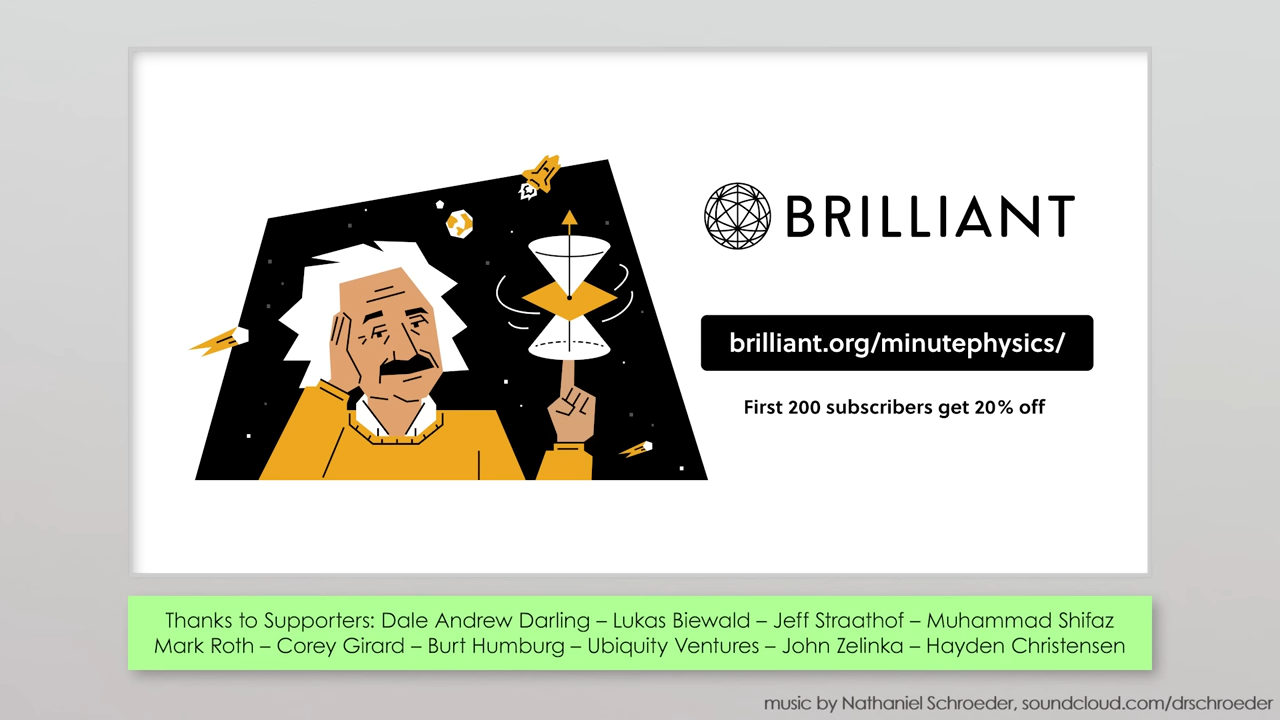 BRILLIANT
brilliant.org/minutephysics/
First 200 subscribers get 20% off
Thanks to Supporters: Dale Andrew Darling – Lukas Biewald – Jeff Straathof – Muhammad Shifaz
Mark Roth – Corey Girard – Burt Humburg – Ubiquity Ventures – John Zelinka – Hayden Christensen
music by Nathaniel Schroeder, soundcloud.com/drschroeder